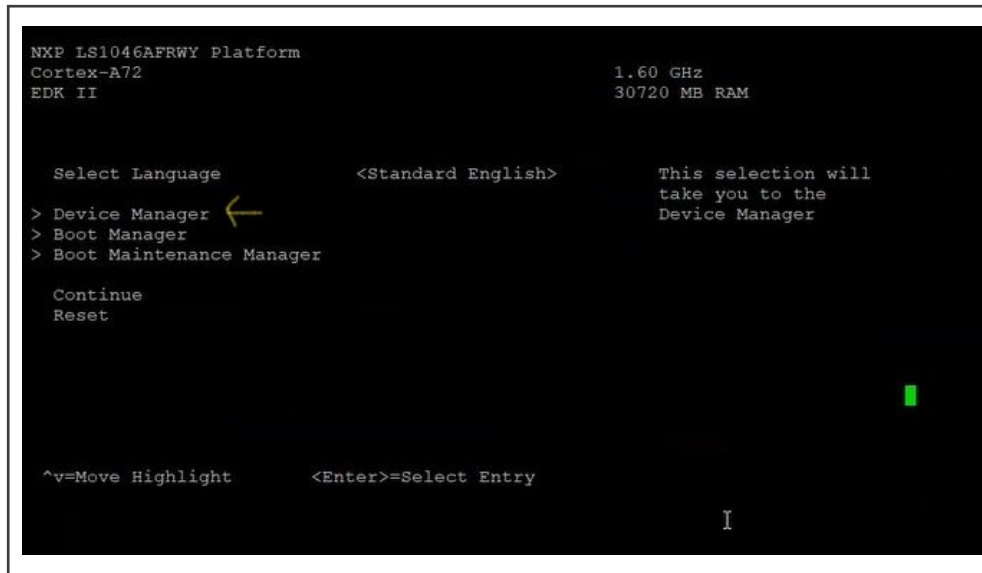 NXP LS1046AFRWY Platform
Cortex-A72 1.60 GHz
EDK II 30720 MB RAM
Select Language <Standard English> This selection will
take you to the
> Device Manager Device Manager
> Boot Manager
> Boot Maintenance Manager
Continue
Reset
^v=Move Highlight <Enter>=Select Entry